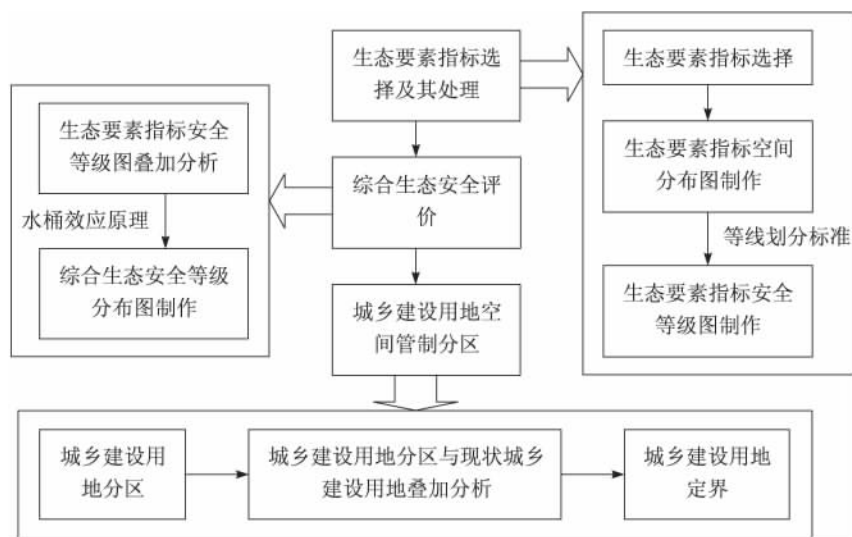 生态要素指标选
择及其处理
综合生态安全评
价
城乡建设用地空
间管制分区
生态要素指标选择
生态要素指标空间
分布图制作
等线划分标准
生态要素指标安全
等级图制作
生态要素指标安全
等级图叠加分析
水桶效应原理
综合生态安全等级
分布图制作
城乡建设用
地分区
城乡建设用地分区与现状城乡
建设用地叠加分析
城乡建设用地
定界